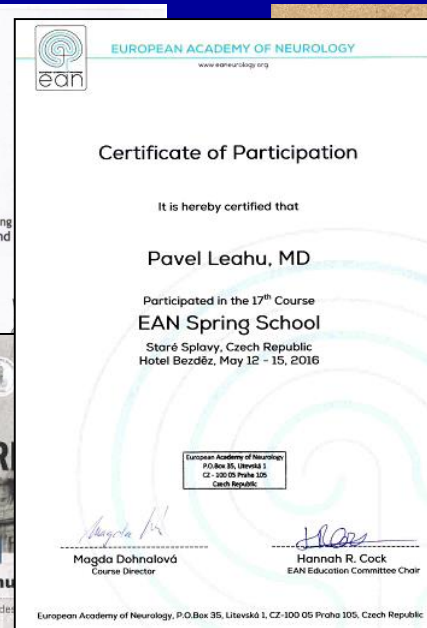 ean
EUROPEAN ACADEMY OF NEUROLOGY
www.eaneurology.org
Certificate of Participation
It is hereby certified that
Pavel Leahu, MD
Participated in the 17th Course
EAN Spring School
Staré Splavy, Czech Republic
Hotel Bezděz, May 12 - 15, 2016
European Academy of Neurology
P.O.Box 35, Litevská 1
CZ - 100 05 Praha 105
Czech Republic
Magda Dohnalová
Course Director
Hannah R. Cock
EAN Education Committee Chair
European Academy of Neurology, P.O.Box 35, Litevská 1, CZ-100 05 Praha 105, Czech Republic